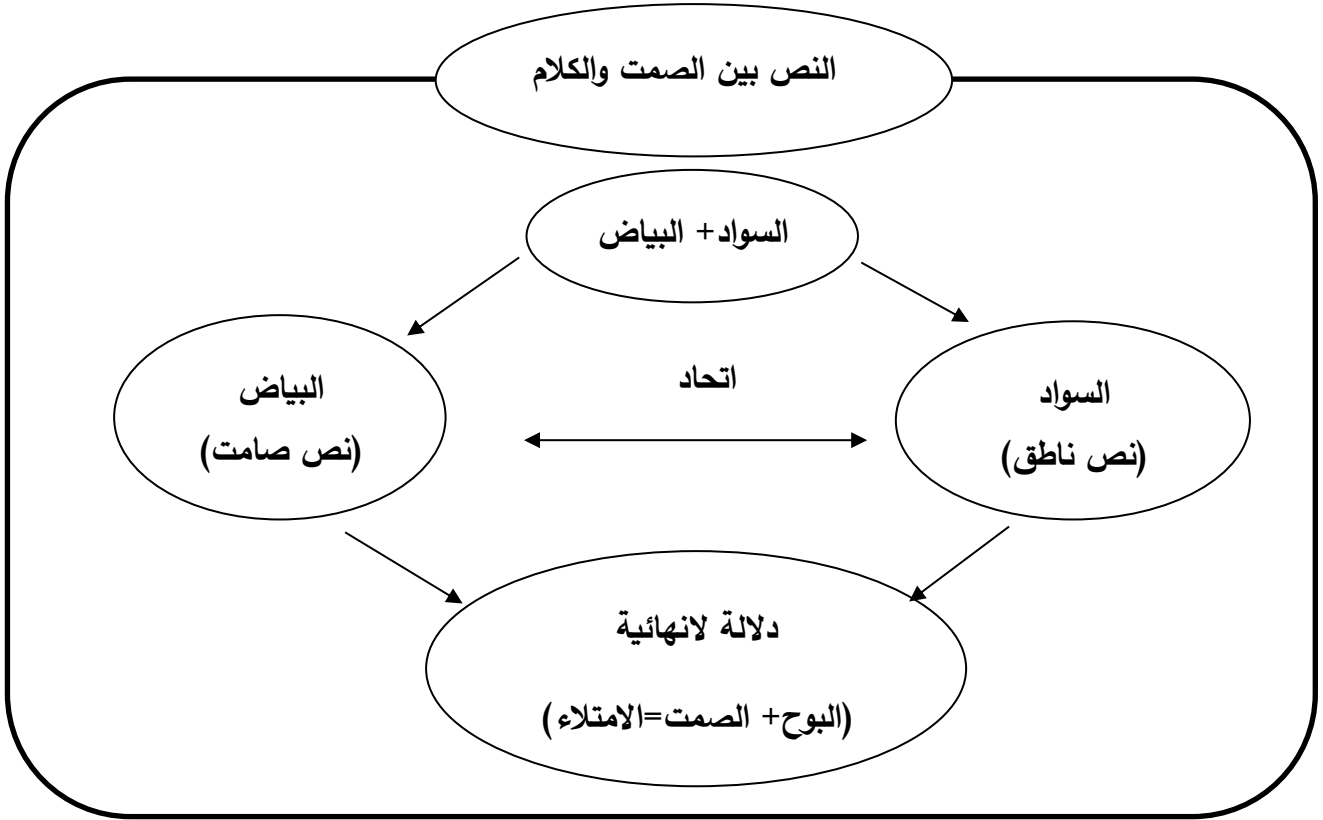 النص بين الصمت والكلام
السواد+ البياض
اتحاد
السواد
(نص ناطق)
البياض
(نص صامت)
دلالة لانهائية
(البوح+ الصمت=الامتلاء)